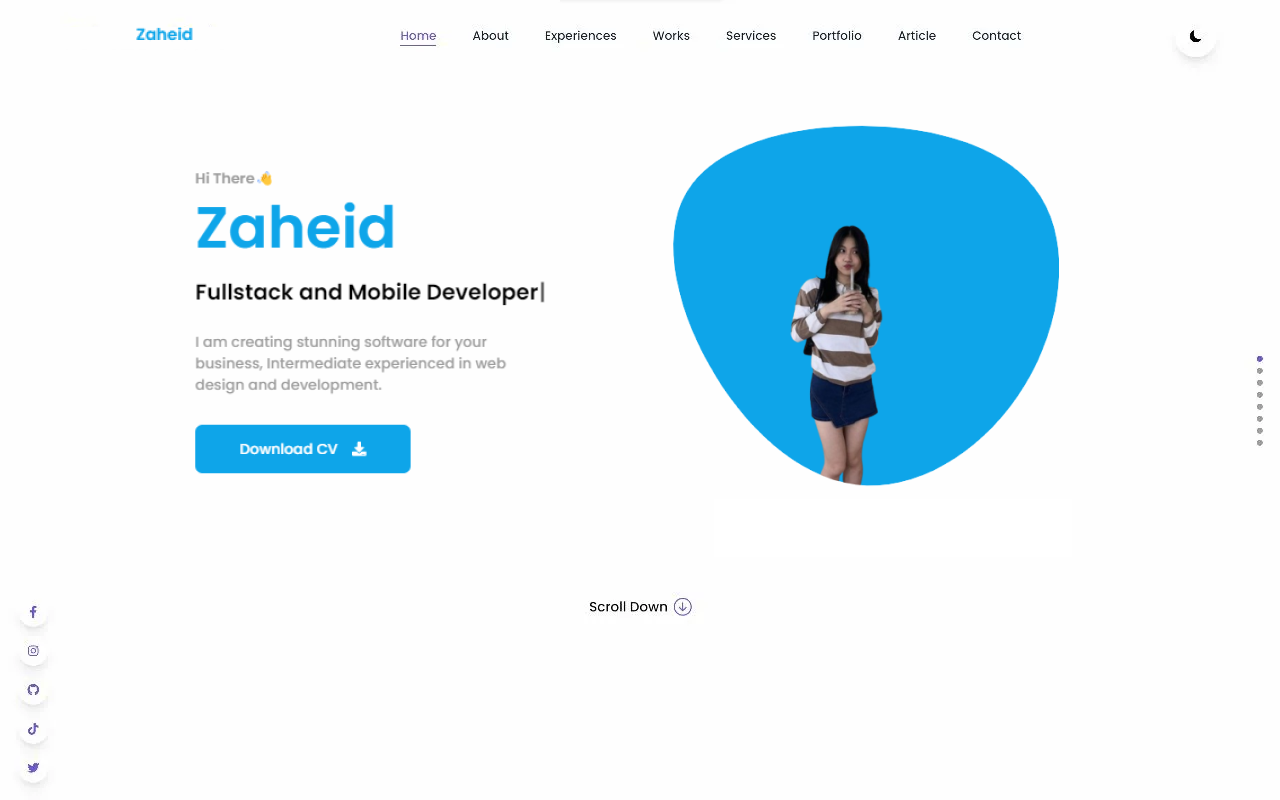 Zaheid
Home About Experiences Works Services Portfolio Article Contact
Hi There👋
Zaheid
Fullstack and Mobile Developer|
I am creating stunning software for your
business, Intermediate experienced in web
design and development.
Download CV
Scroll Down